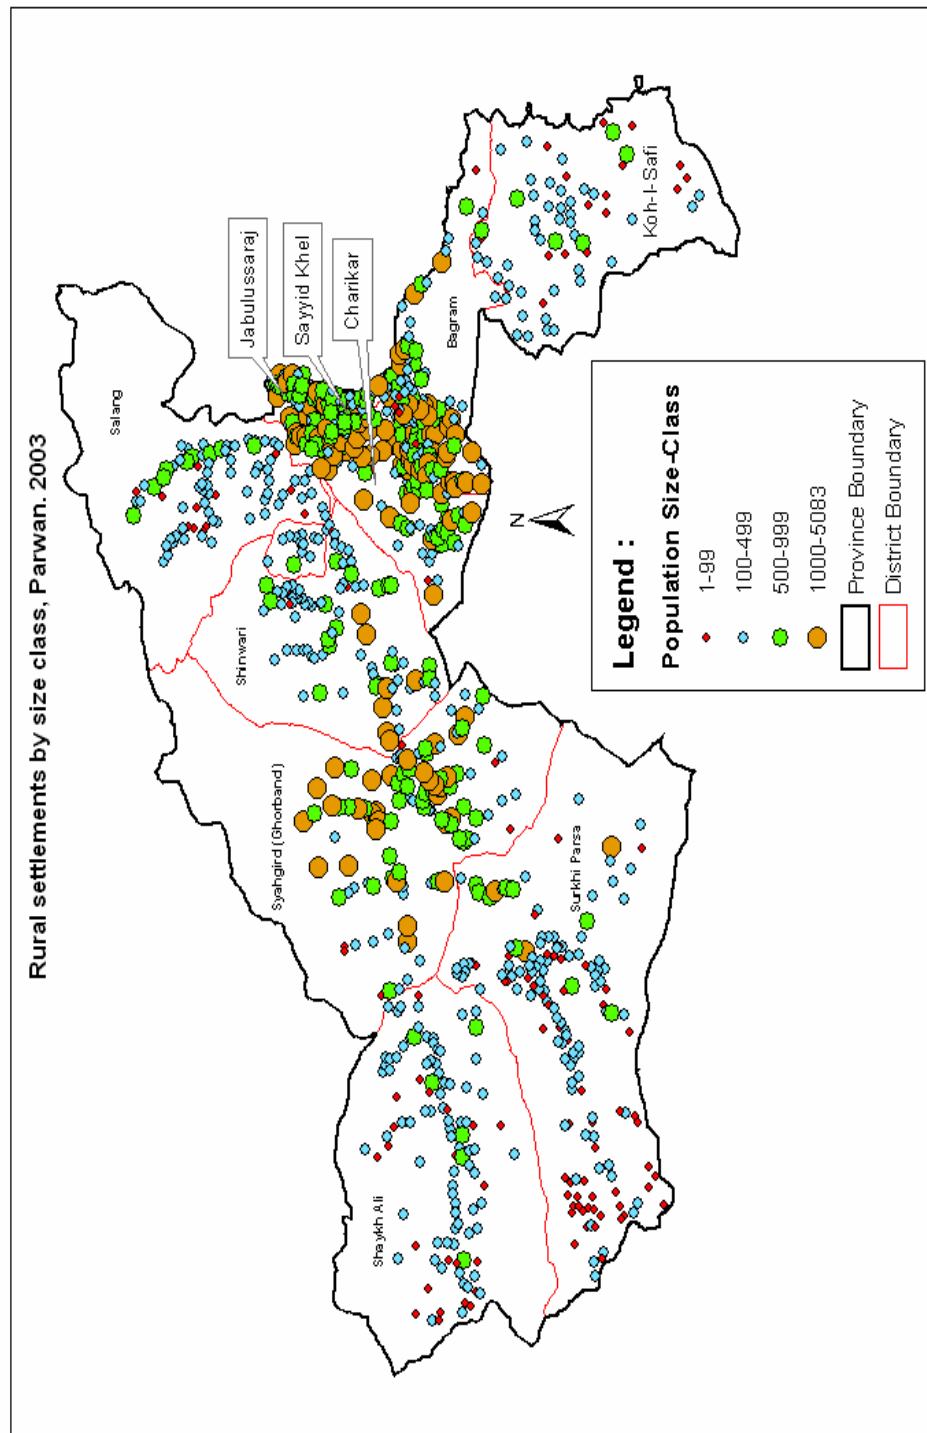 Rural settlements by size class, Parwan. 2003
Salang
Jabulussaraj
Sayyid Khel
Charikar
Shinwari
Bagram
Koh-I-Safi
Syahgird (Ghorband)
Surkhi Parsa
Shaykh Ali
N
Legend :
Population Size-Class
1-99
100-499
500-999
1000-5083
Province Boundary
District Boundary